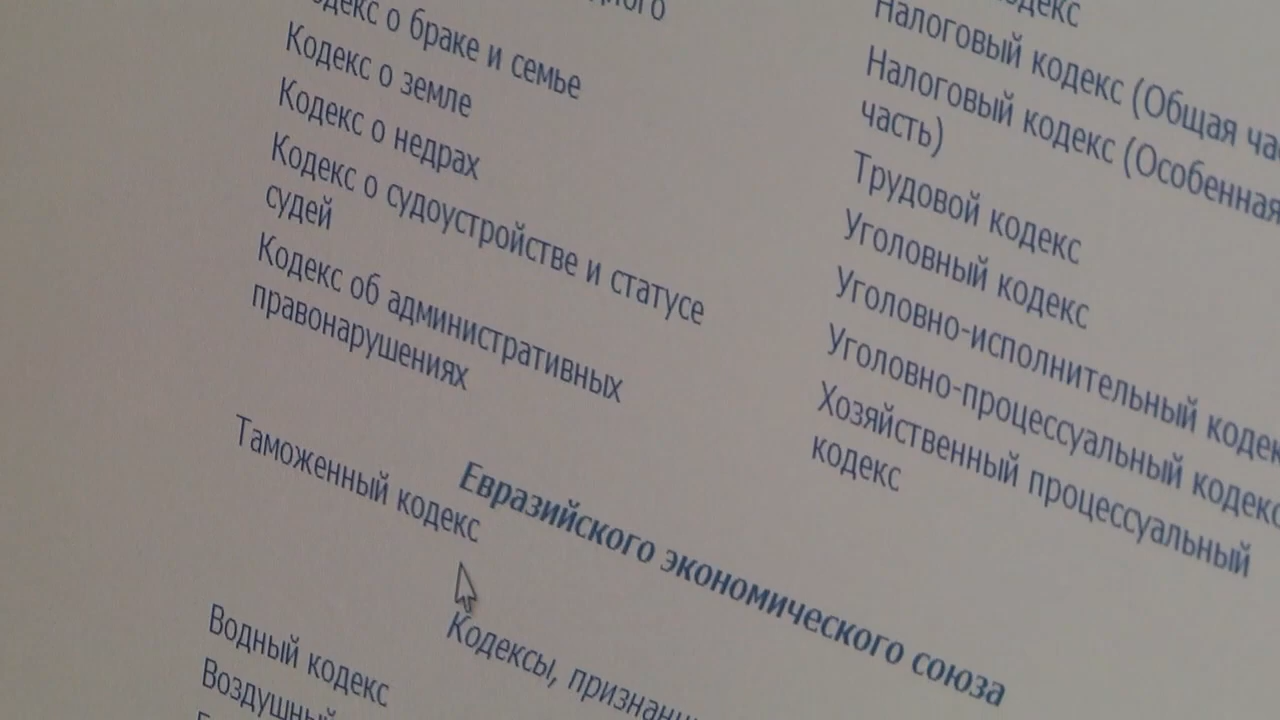 о браке и семье
Кодекс о земле
Кодекс о недрах
Кодекс о судоустройстве и статусе
судей
Кодекс об административных
правонарушениях
Налоговый кодекс (Общая
Налоговый кодекс (Особенная
часть)
Трудовой кодекс
Уголовный кодекс
Уголовно-исполнительный
Уголовно-процессуальный кодекс
Хозяйственный процессуальный
кодекс
Евразийского экономического союза
Таможенный кодекс
Кодексы,
Водный кодекс